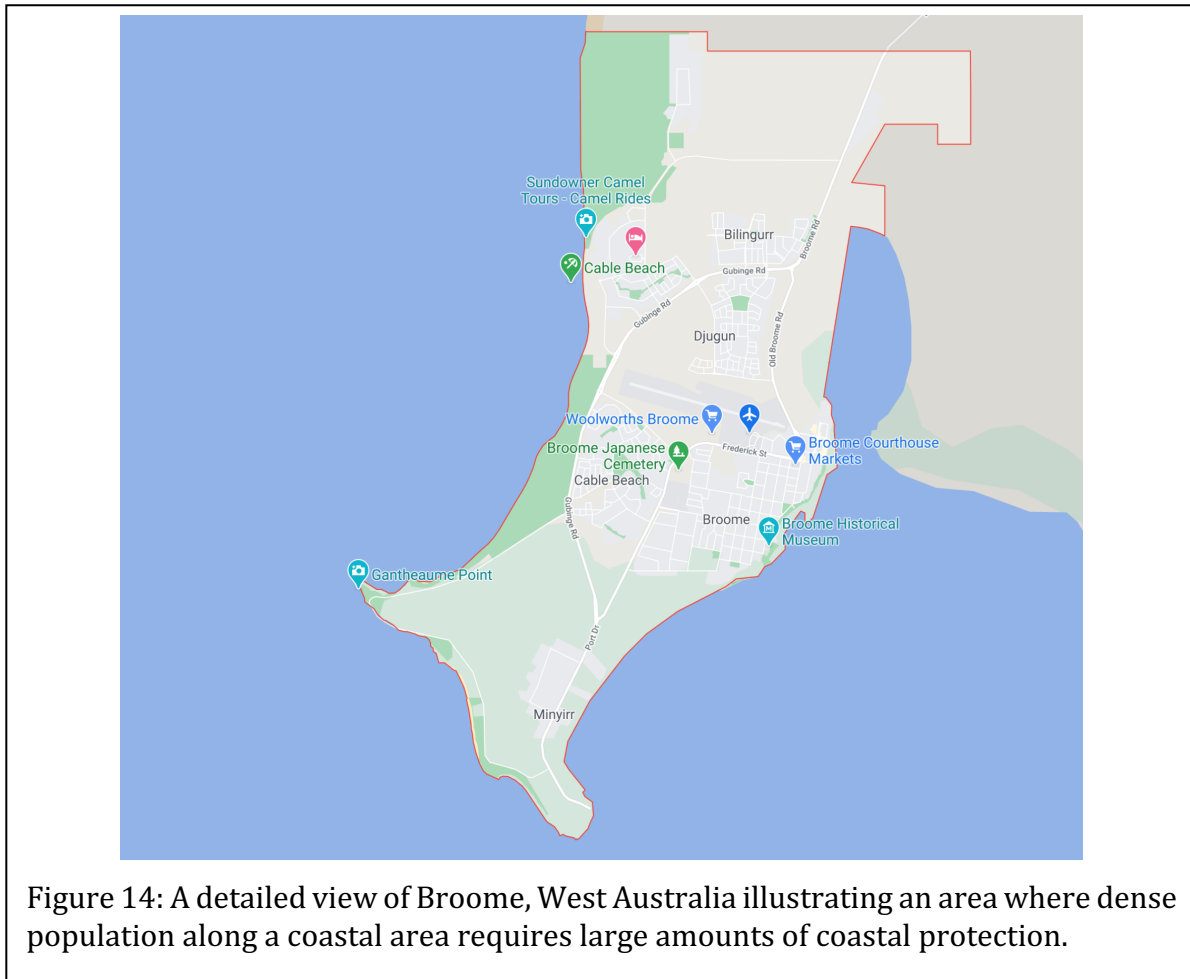 Sundowner Camel
Tours - Camel Rides
Bilingurr
Broome Rd
Cable Beach
Gubinge Rd
Gubinge Rd
Djugun
Old Broome Rd
Woolworths Broome
Broome Japanese
Cemetery
Frederick St
Broome Courthouse
Markets
Cable Beach
Gubinge Rd
Broome
Broome Historical
Museum
Gantheaume Point
Port Dr
Minyirr
Figure 14: A detailed view of Broome, West Australia illustrating an area where dense
population along a coastal area requires large amounts of coastal protection.